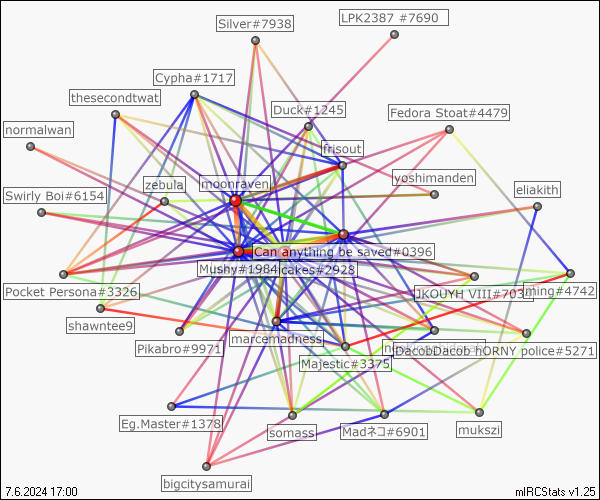 Silver#7938
LPK2387 #7690
Cypha#1717
thesecondtwat
Duck#1245
Fedora Stoat#4479
normalwan
frisout
zebula
moonraven
yoshimanden
Swirly Boi#6154
eliakith
Can anything be saved#0396
Mushy#1984
cakes#2928
Pocket Persona#3326
ming#4742
shawntee9
Pikabro#9971
marcemadness
DacobDacob hORNY police#5271
Majestic#3375
Eg.Master#1378
somass
Madネコ#6901
mukszi
bigcitysamurai
7.6.2024 17:00
mIRCStats v1.25